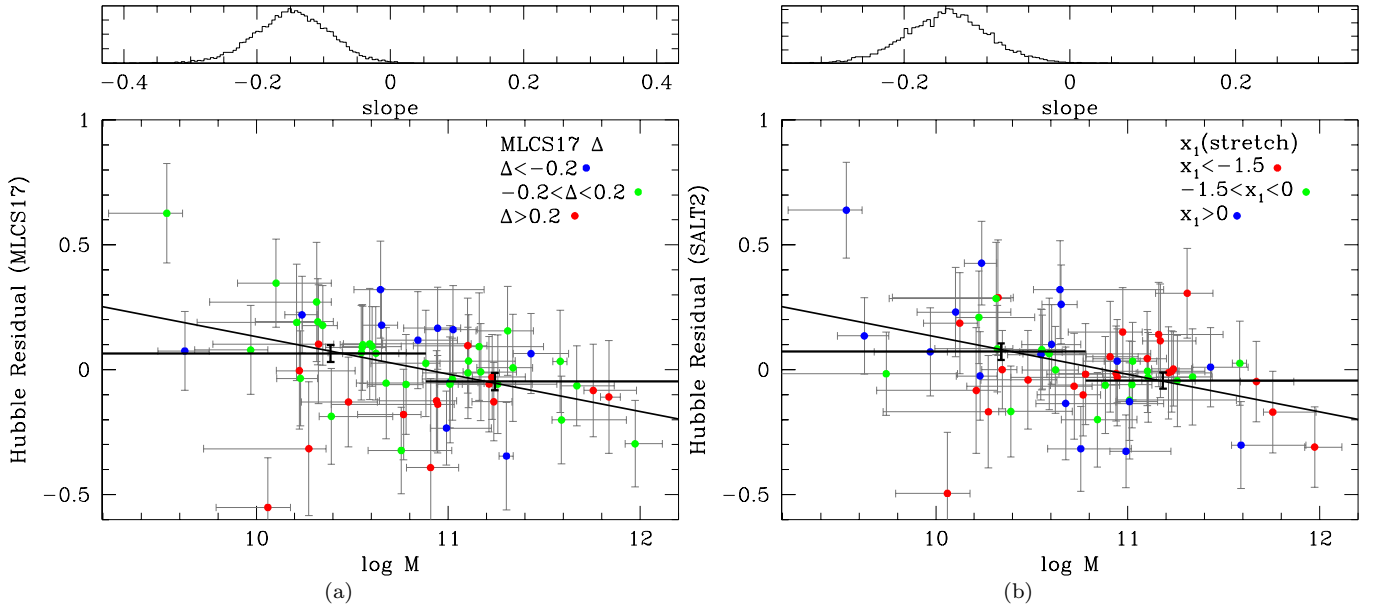 −0.4 −0.2 0 0.2 0.4
slope
1
0.5
0
−0.5
Hubble Residual (MLCS17)
MLCS17 Δ
Δ<−0.2
−0.2<Δ<0.2
Δ>0.2
10 11 12
log M
(a)
−0.2 0 0.2
slope
1
0.5
0
−0.5
Hubble Residual (SALT2)
x₁(stretch)
x₁<−1.5
−1.5<x₁<0
x₁>0
10 11 12
log M
(b)